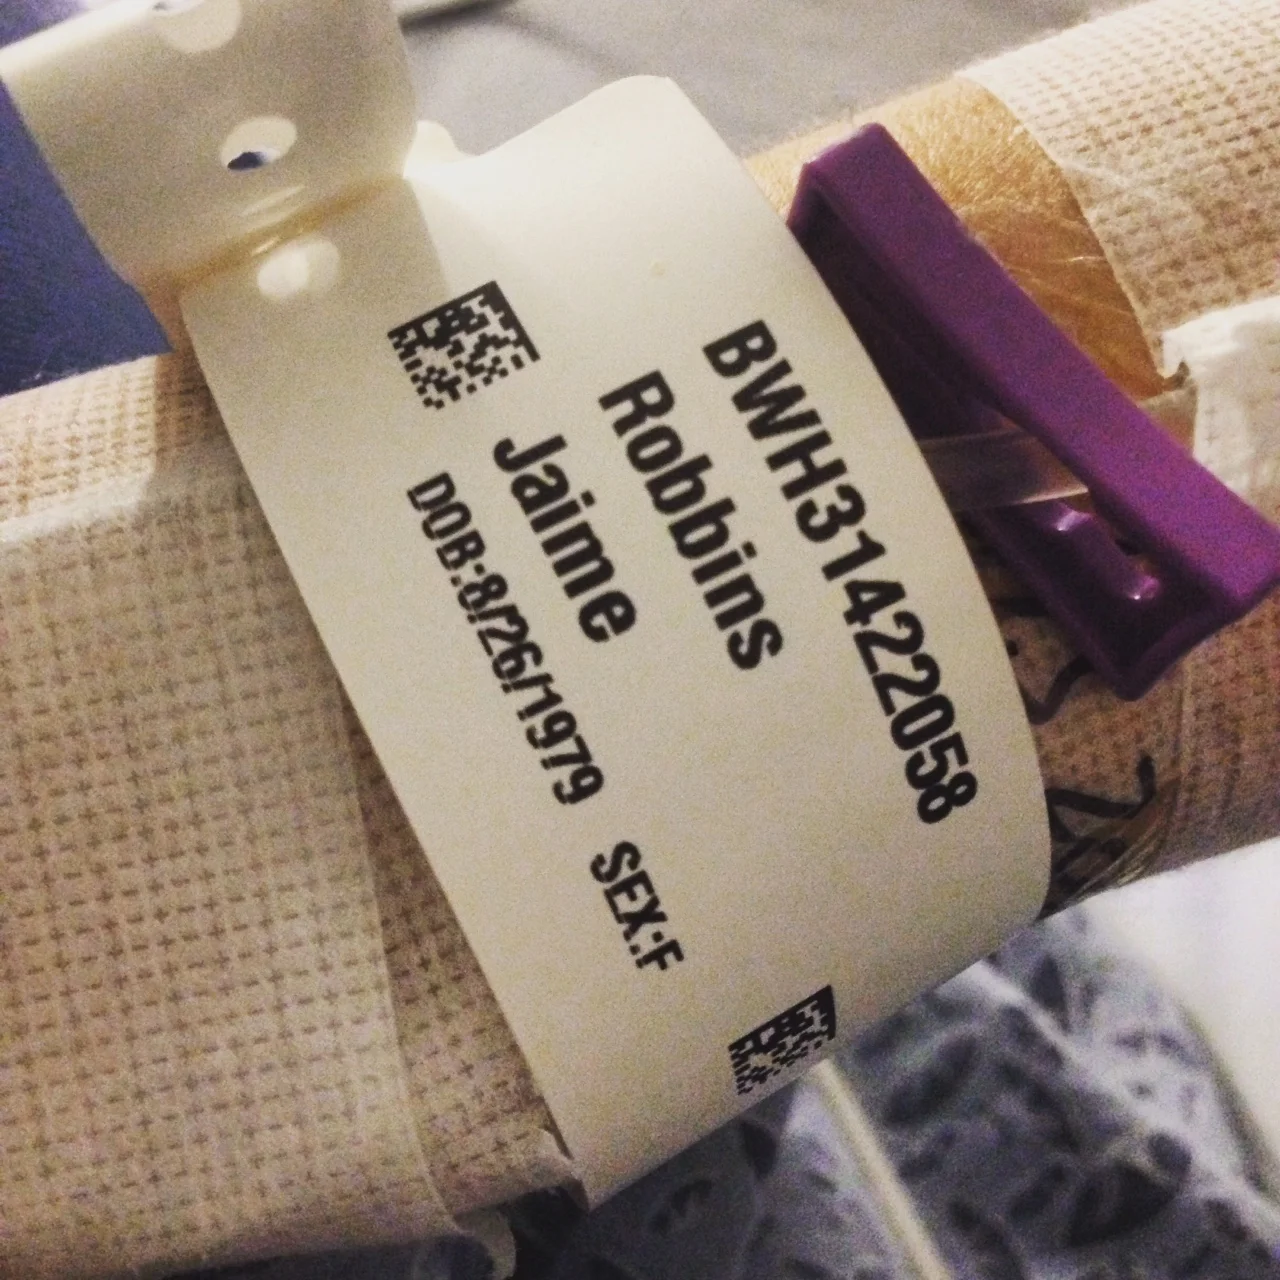 BWH31422058
Robbins
Jaime
DOB:8/26/1979 SEX:F